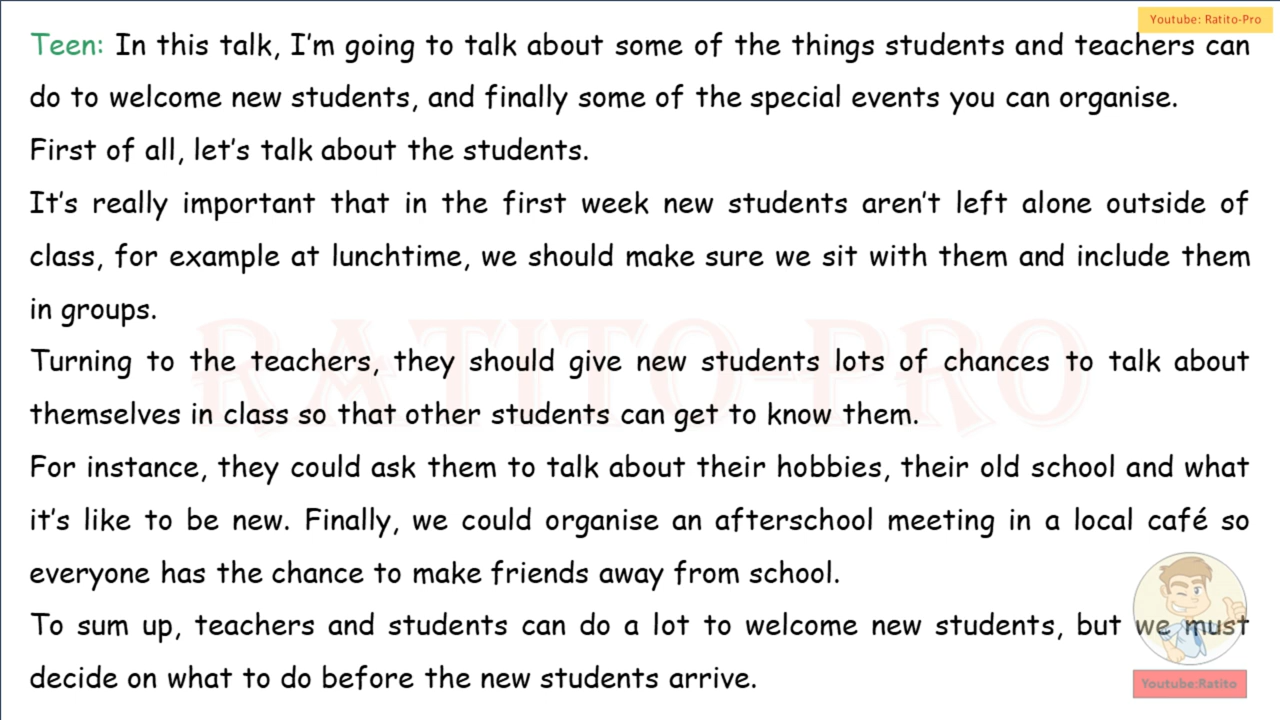 Youtube: Ratito-Pro
Teen: In this talk, I'm going to talk about some of the things students and teachers can
do to welcome new students, and finally some of the special events you can organise.
First of all, let's talk about the students.
It's really important that in the first week new students aren't left alone outside of
class, for example at lunchtime, we should make sure we sit with them and include them
in groups.
RATITO-PRO
Turning to the teachers, they should give new students lots of chances to talk about
themselves in class so that other students can get to know them.
For instance, they could ask them to talk about their hobbies, their old school and what
it's like to be new. Finally, we could organise an afterschool meeting in a local café so
everyone has the chance to make friends away from school.
To sum up, teachers and students can do a lot to welcome new students, but we must
decide on what to do before the new students arrive.
Youtube:Ratito